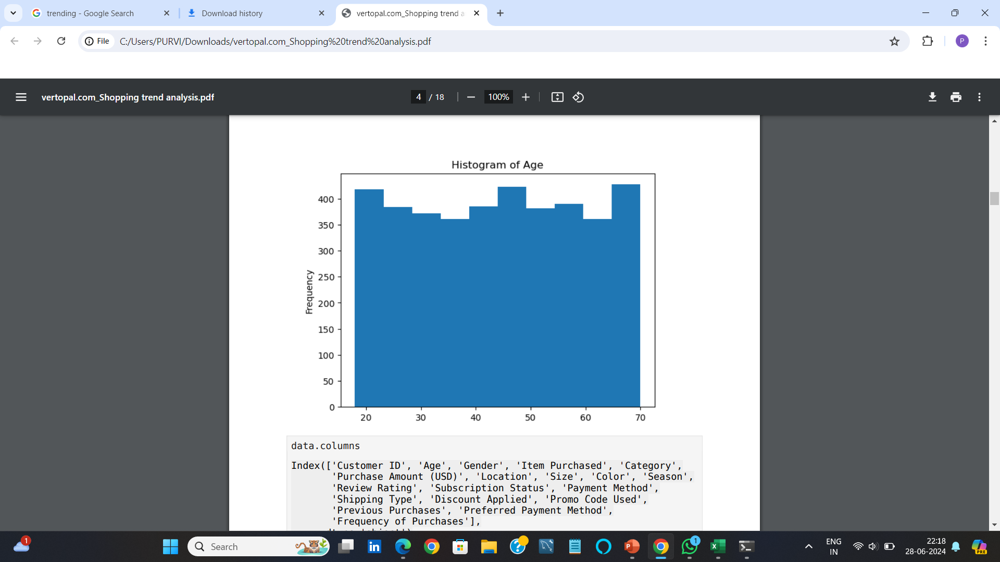 trending - Google Search
Download history
vertopal.com_Shopping trend a
File
C:/Users/PURVI/Downloads/vertopal.com_Shopping%20trend%20analysis.pdf
P
vertopal.com_Shopping trend analysis.pdf
4 / 18
100%
Histogram of Age
400
350
300
250
200
150
100
50
0
Frequency
20 30 40 50 60 70
data.columns
Index(['Customer ID', 'Age', 'Gender', 'Item Purchased', 'Category',
'Purchase Amount (USD)', 'Location', 'Size', 'Color', 'Season',
'Review Rating', 'Subscription Status', 'Payment Method',
'Shipping Type', 'Discount Applied', 'Promo Code Used',
'Previous Purchases', 'Preferred Payment Method',
'Frequency of Purchases'],
1
Search
in
P
1
X
ENG
IN
22:18
28-06-2024
PRE